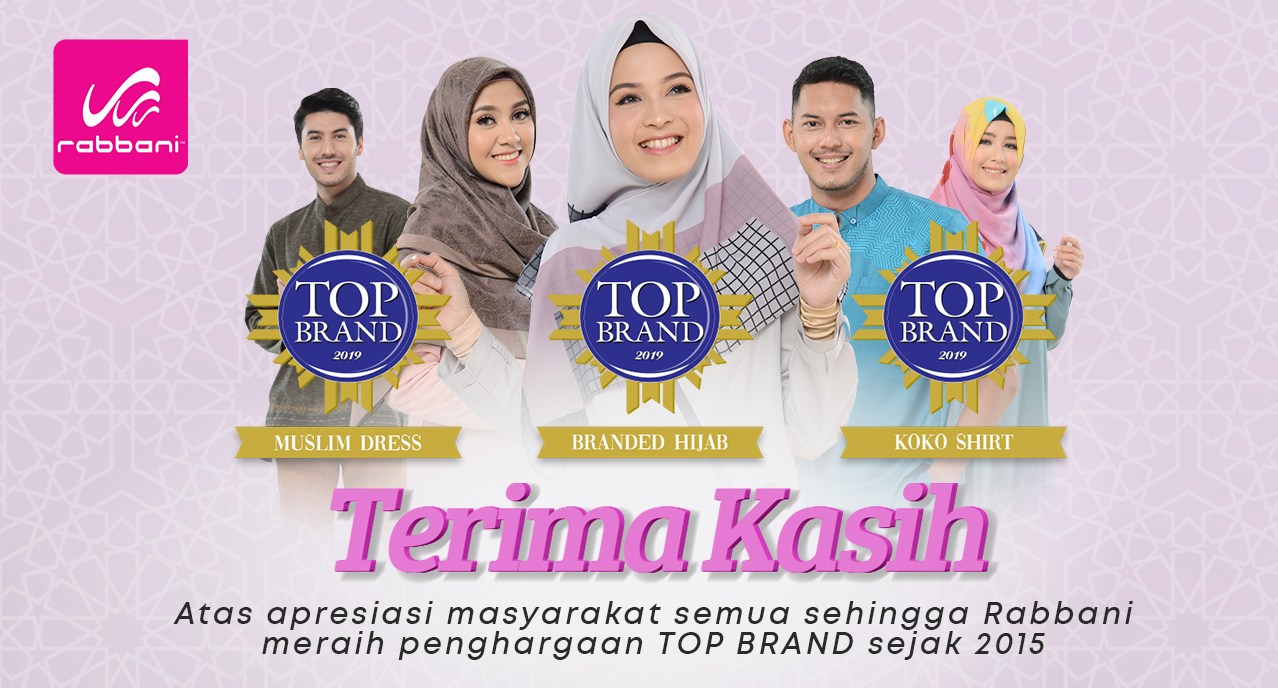 rabbani™
TOP
BRAND
2019
MUSLIM DRESS
TOP
BRAND
2019
BRANDED HIJAB
TOP
BRAND
2019
KOKO SHIRT
Terima Kasih
Atas apresiasi masyarakat semua sehingga Rabbani
meraih penghargaan TOP BRAND sejak 2015